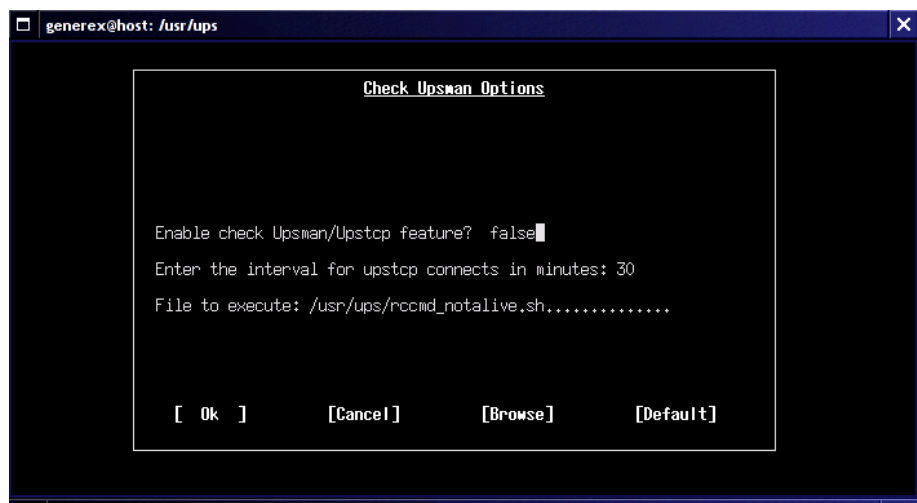 generex@host: /usr/ups
Check Upsman Options
Enable check Upsman/Upstcp feature? false
Enter the interval for upstcp connects in minutes: 30
File to execute: /usr/ups/rccmd_notalive.sh..............
[ Ok ] [Cancel] [Browse] [Default]